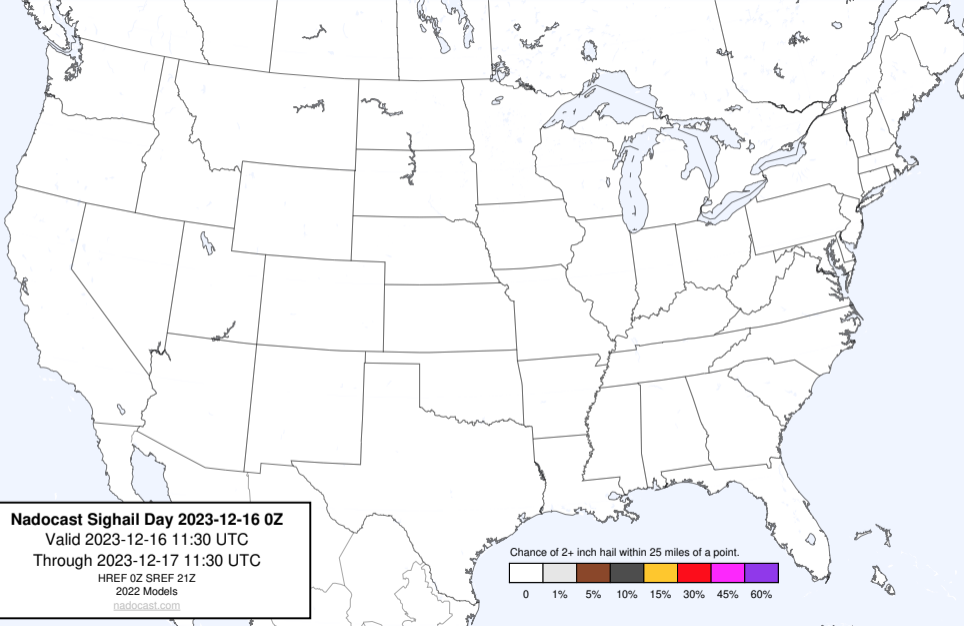 Nadocast Sighail Day 2023-12-16 0Z
Valid 2023-12-16 11:30 UTC
Through 2023-12-17 11:30 UTC
HREF 0Z SREF 21Z
2022 Models
nadocast.com
Chance of 2+ inch hail within 25 miles of a point.
0 1% 5% 10% 15% 30% 45% 60%